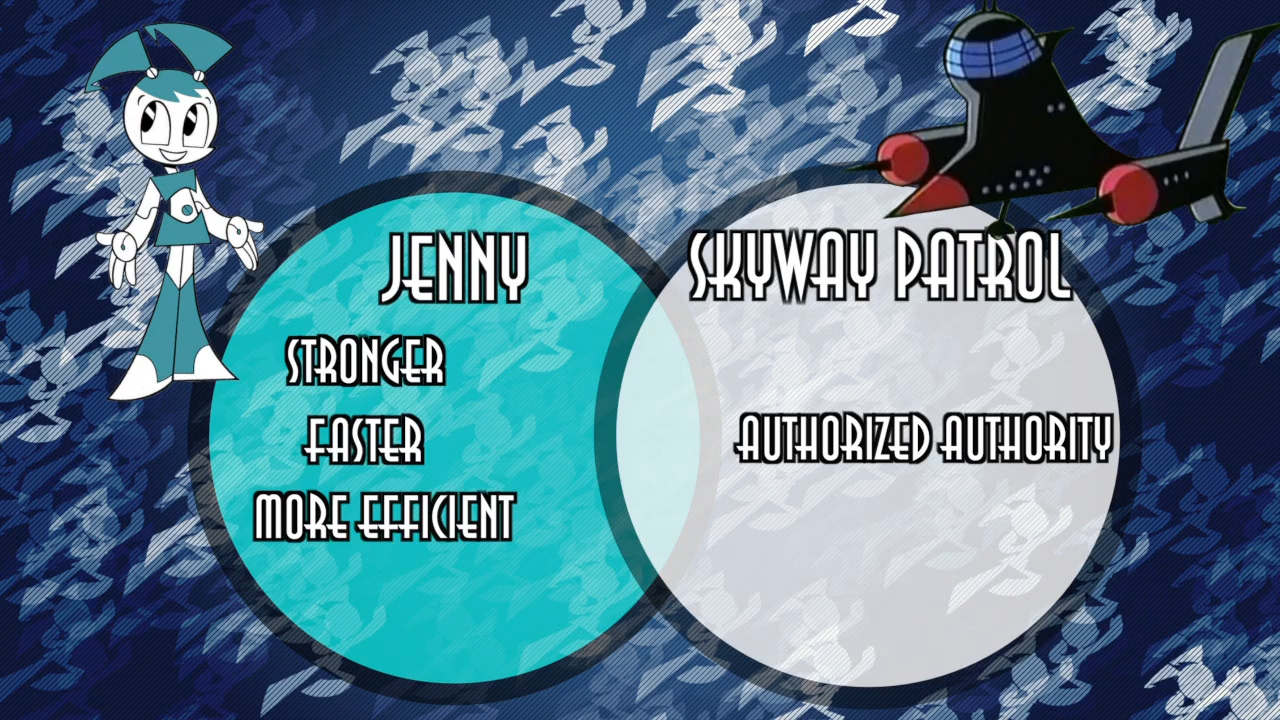 JENNY
STRONGER
FASTER
MORE EFFICIENT
SKYWAY PATROL
AUTHORIZED AUTHORITY